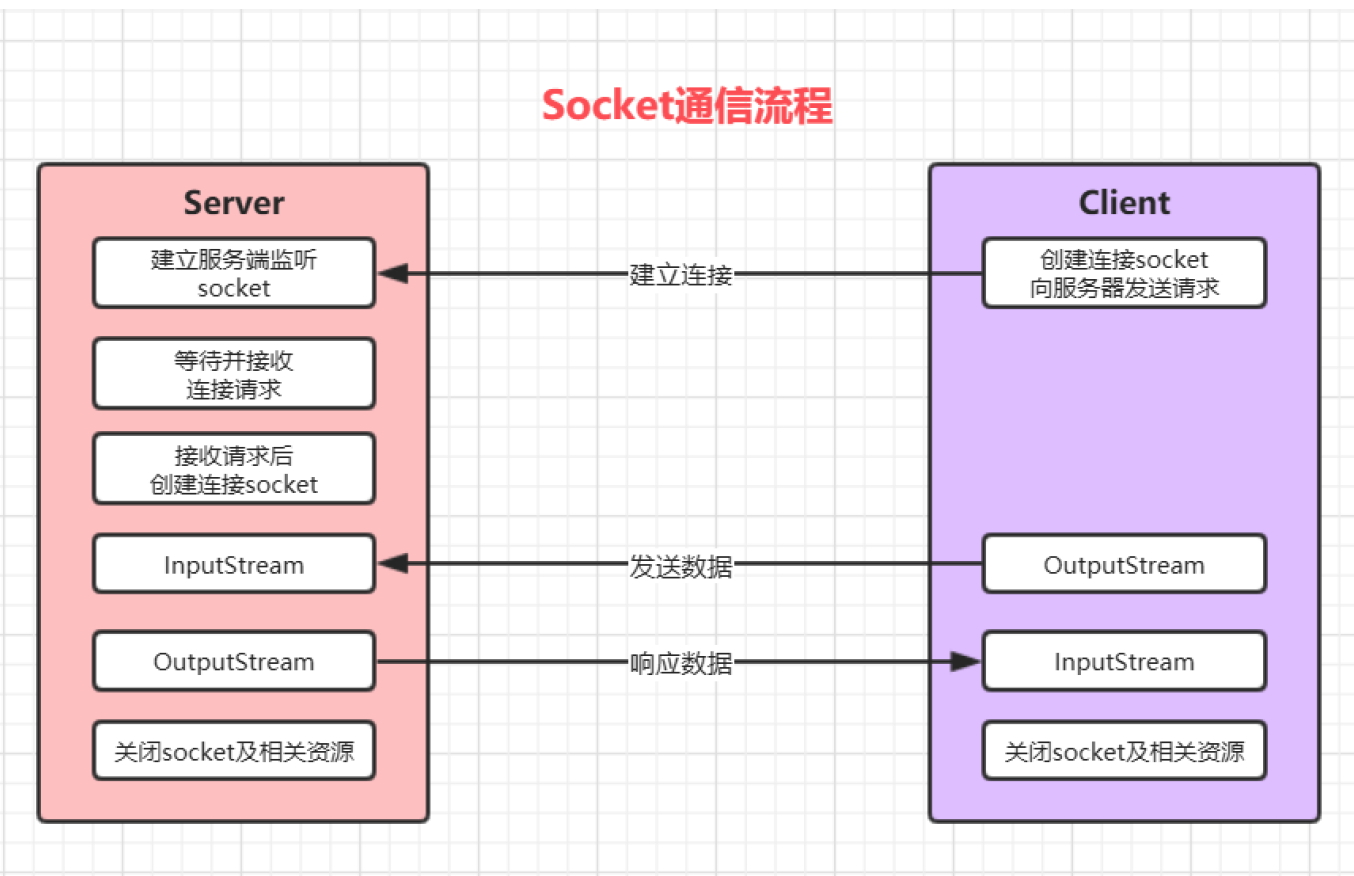 Socket通信流程
Server
Client
建立服务端监听
socket
建立连接
创建连接socket
向服务器发送请求
等待并接收
连接请求
接收请求后
创建连接socket
InputStream
发送数据
OutputStream
OutputStream
响应数据
InputStream
关闭socket及相关资源
关闭socket及相关资源